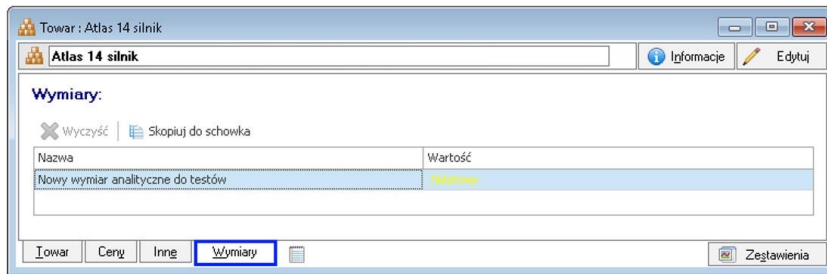 Towar : Atlas 14 silnik
Atlas 14 silnik
Informacje
Edytuj
Wymiary:
Wyczyść
Skopiuj do schowka
Nazwa
Wartość
Nowy wymiar analityczne do testów
Towar
Ceny
Inne
Wymiary
Zestawienia